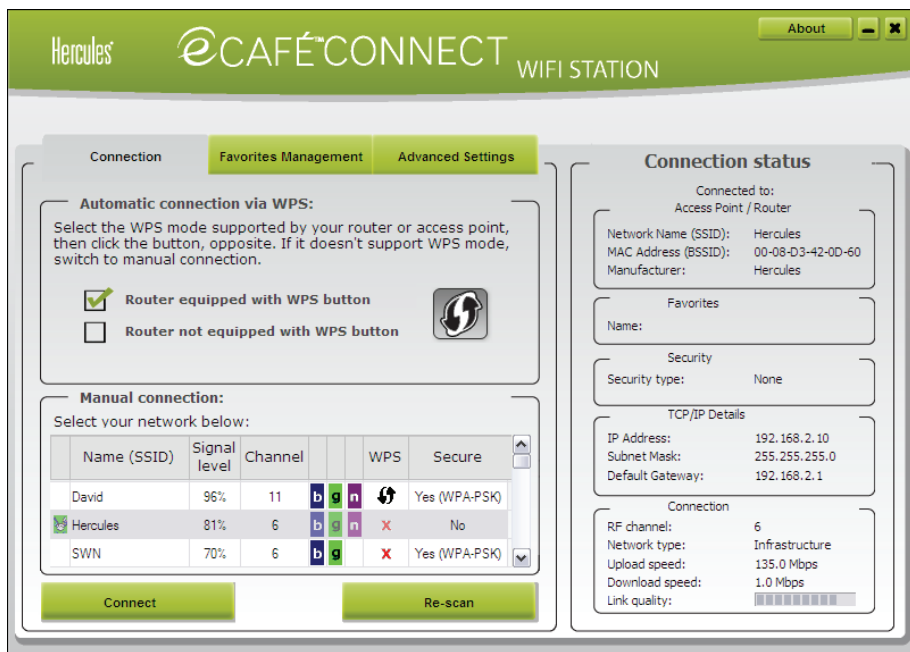 Hercules®
eCAFÉ™CONNECT WIFI STATION
About
Connection
Favorites Management
Advanced Settings
Automatic connection via WPS:
Select the WPS mode supported by your router or access point,
then click the button, opposite. If it doesn't support WPS mode,
switch to manual connection.
Router equipped with WPS button
Router not equipped with WPS button
Manual connection:
Select your network below:
Name (SSID) Signal level Channel WPS Secure
David 96% 11 b g n Yes (WPA-PSK)
Hercules 81% 6 b g n x No
SWN 70% 6 b g x Yes (WPA-PSK)
Connect
Re-scan
Connection status
Connected to:
Access Point / Router
Network Name (SSID): Hercules
MAC Address (BSSID): 00-08-D3-42-0D-60
Manufacturer: Hercules
Favorites
Name:
Security
Security type: None
TCP/IP Details
IP Address: 192.168.2.10
Subnet Mask: 255.255.255.0
Default Gateway: 192.168.2.1
Connection
RF channel: 6
Network type: Infrastructure
Upload speed: 135.0 Mbps
Download speed: 1.0 Mbps
Link quality: